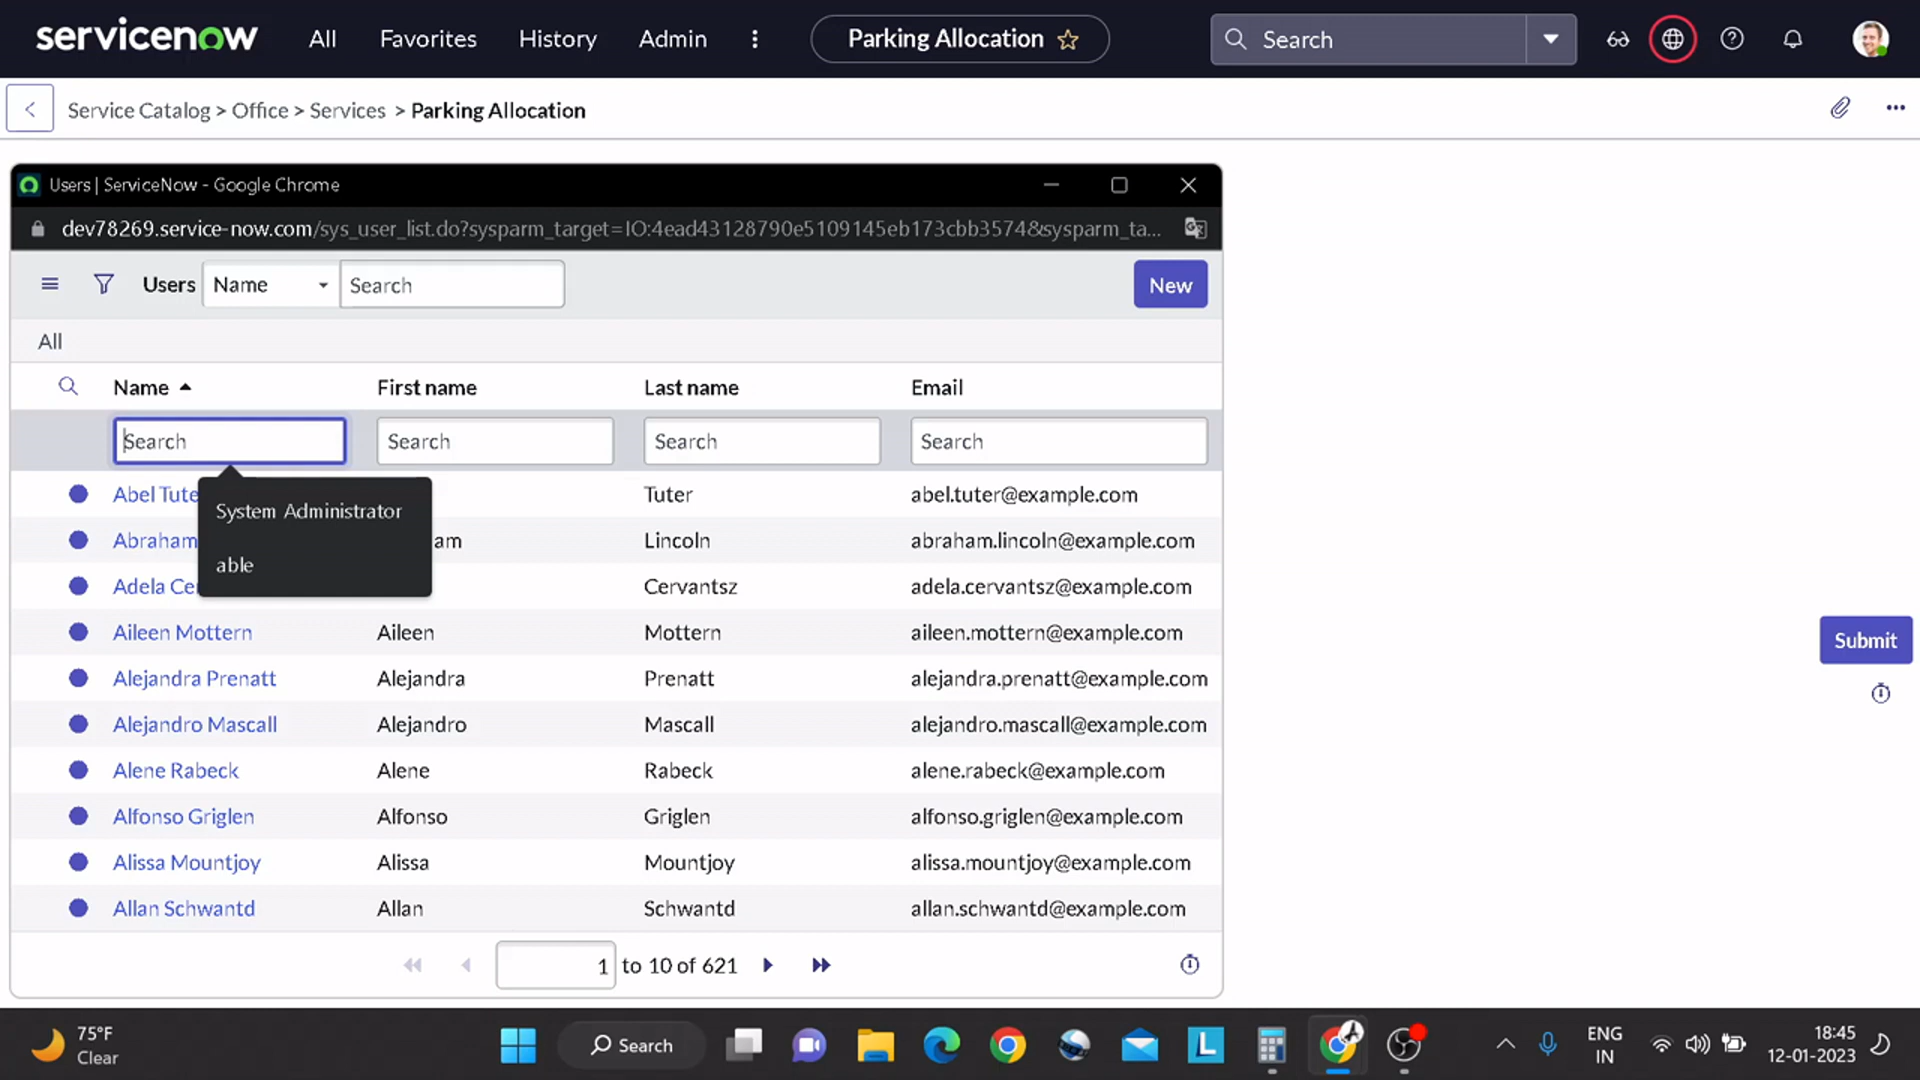 servicenow All Favorites History Admin Parking Allocation Search
Service Catalog > Office > Services > Parking Allocation
Users | ServiceNow - Google Chrome
dev78269.service-now.com/sys_user_list.do?sysparm_target=IO:4ead43128790e5109145eb173cbb3574&sysparm_ta...
Users Name Search New
All
Name First name Last name Email
Search Search Search Search
Abel Tute Tuter abel.tuter@example.com
System Administrator
Abraham am Lincoln abraham.lincoln@example.com
able
Adela Ce Cervantsz adela.cervantsz@example.com
Aileen Mottern Aileen Mottern aileen.mottern@example.com
Submit
Alejandra Prenatt Alejandra Prenatt alejandra.prenatt@example.com
Alejandro Mascall Alejandro Mascall alejandro.mascall@example.com
Alene Rabeck Alene Rabeck alene.rabeck@example.com
Alfonso Griglen Alfonso Griglen alfonso.griglen@example.com
Alissa Mountjoy Alissa Mountjoy alissa.mountjoy@example.com
Allan Schwantd Allan Schwantd allan.schwantd@example.com
1 to 10 of 621
75°F
Clear
Search
L
ENG
IN
18:45
12-01-2023